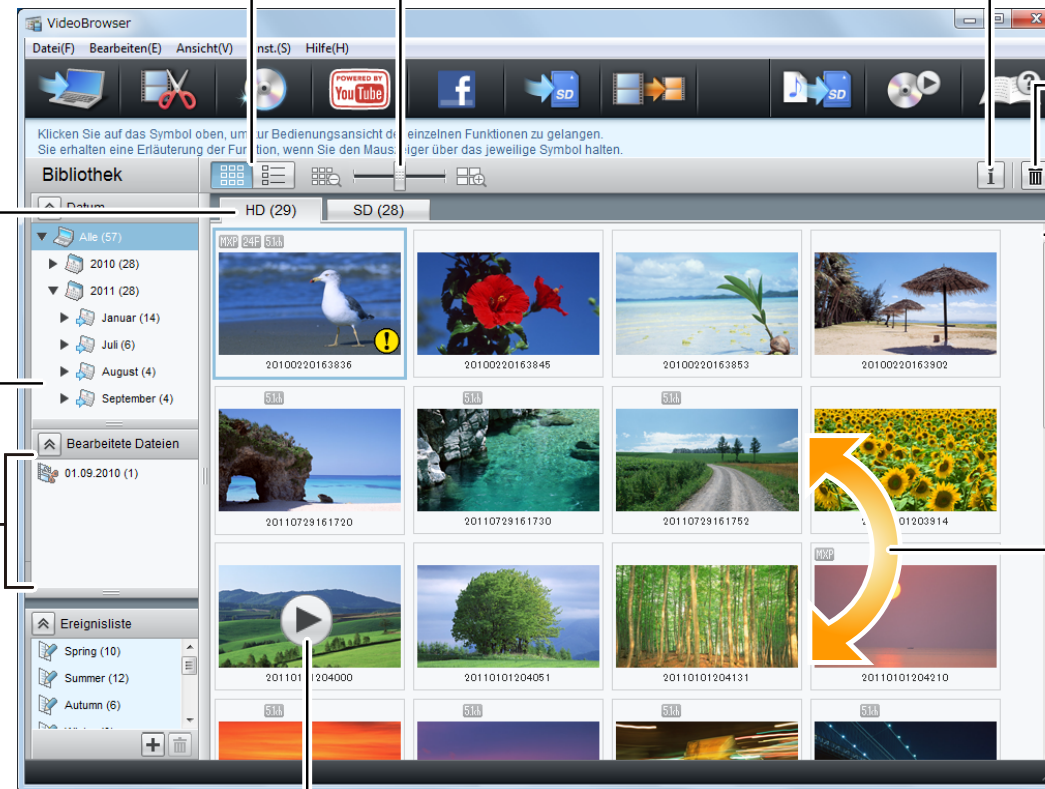 VideoBrowser
Datei(F) Bearbeiten(E) Ansicht(V) Hilfe(H)
POWERED BY
YouTube
f
SD
SD
Klicken Sie auf das Symbol oben, um zur Bedienungsansicht der einzelnen Funktionen zu gelangen.
Sie erhalten eine Erläuterung der Funktion, wenn Sie den Mauszeiger über das jeweilige Symbol halten.
Bibliothek
Datum
HD (29) SD (28)
Alle (57)
2010 (28)
2011 (28)
Januar (14)
Juli (6)
August (4)
September (4)
Bearbeitete Dateien
01.09.2010 (1)
Ereignisliste
Spring (10)
Summer (12)
Autumn (6)
MXP 24F 5.1ch
20100220163836 20100220163845 20100220163853 20100220163902
5.1ch 5.1ch 5.1ch
20110729161720 20110729161730 20110729161752
MXP
20110101204000 20110101204051 20110101204131 20110101204210
5.1ch 5.1ch 5.1ch 5.1ch